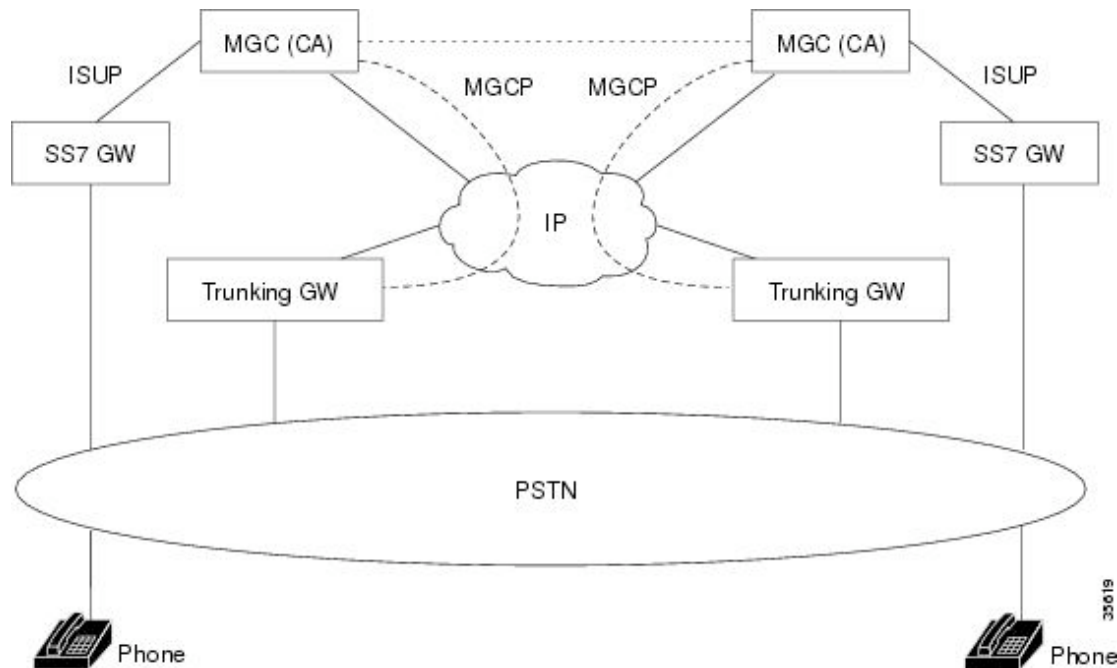 MGC (CA)
MGC (CA)
ISUP
MGCP
MGCP
ISUP
SS7 GW
SS7 GW
IP
Trunking GW
Trunking GW
PSTN
35619
Phone
Phone